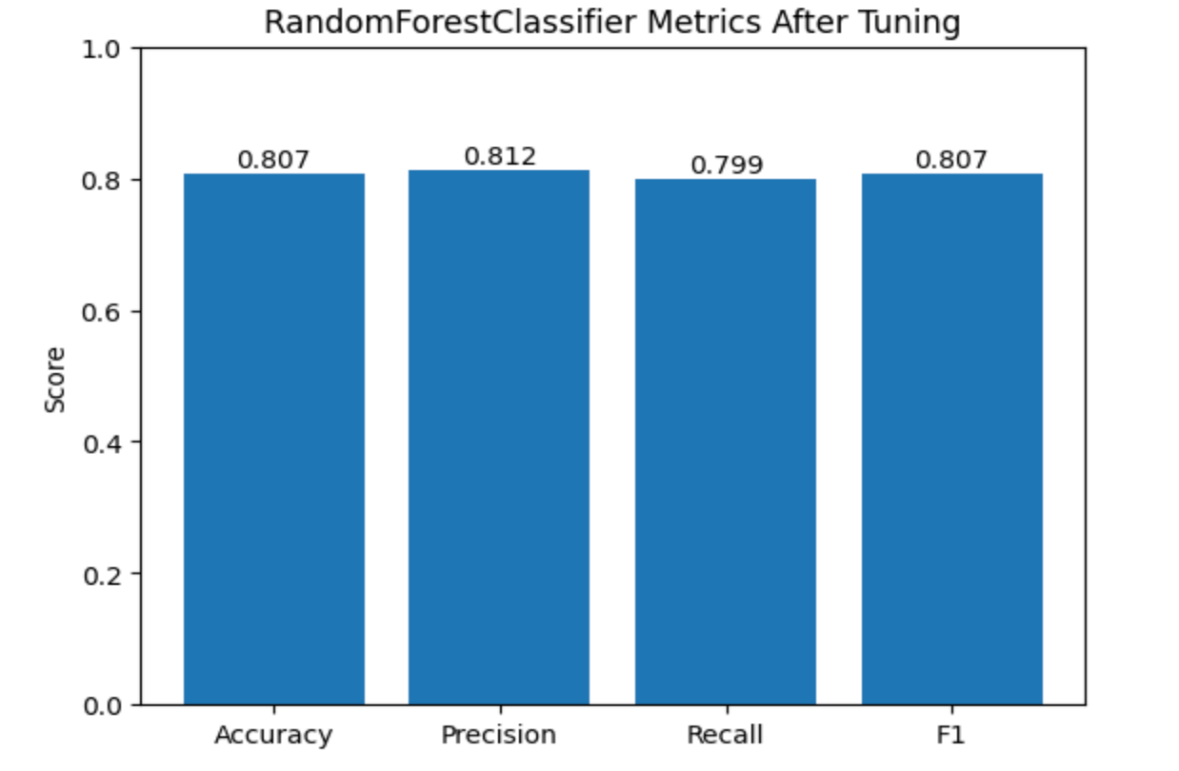 RandomForestClassifier Metrics After Tuning
1.0
0.8
0.6
0.4
0.2
0.0
Score
0.807
0.812
0.799
0.807
Accuracy
Precision
Recall
F1